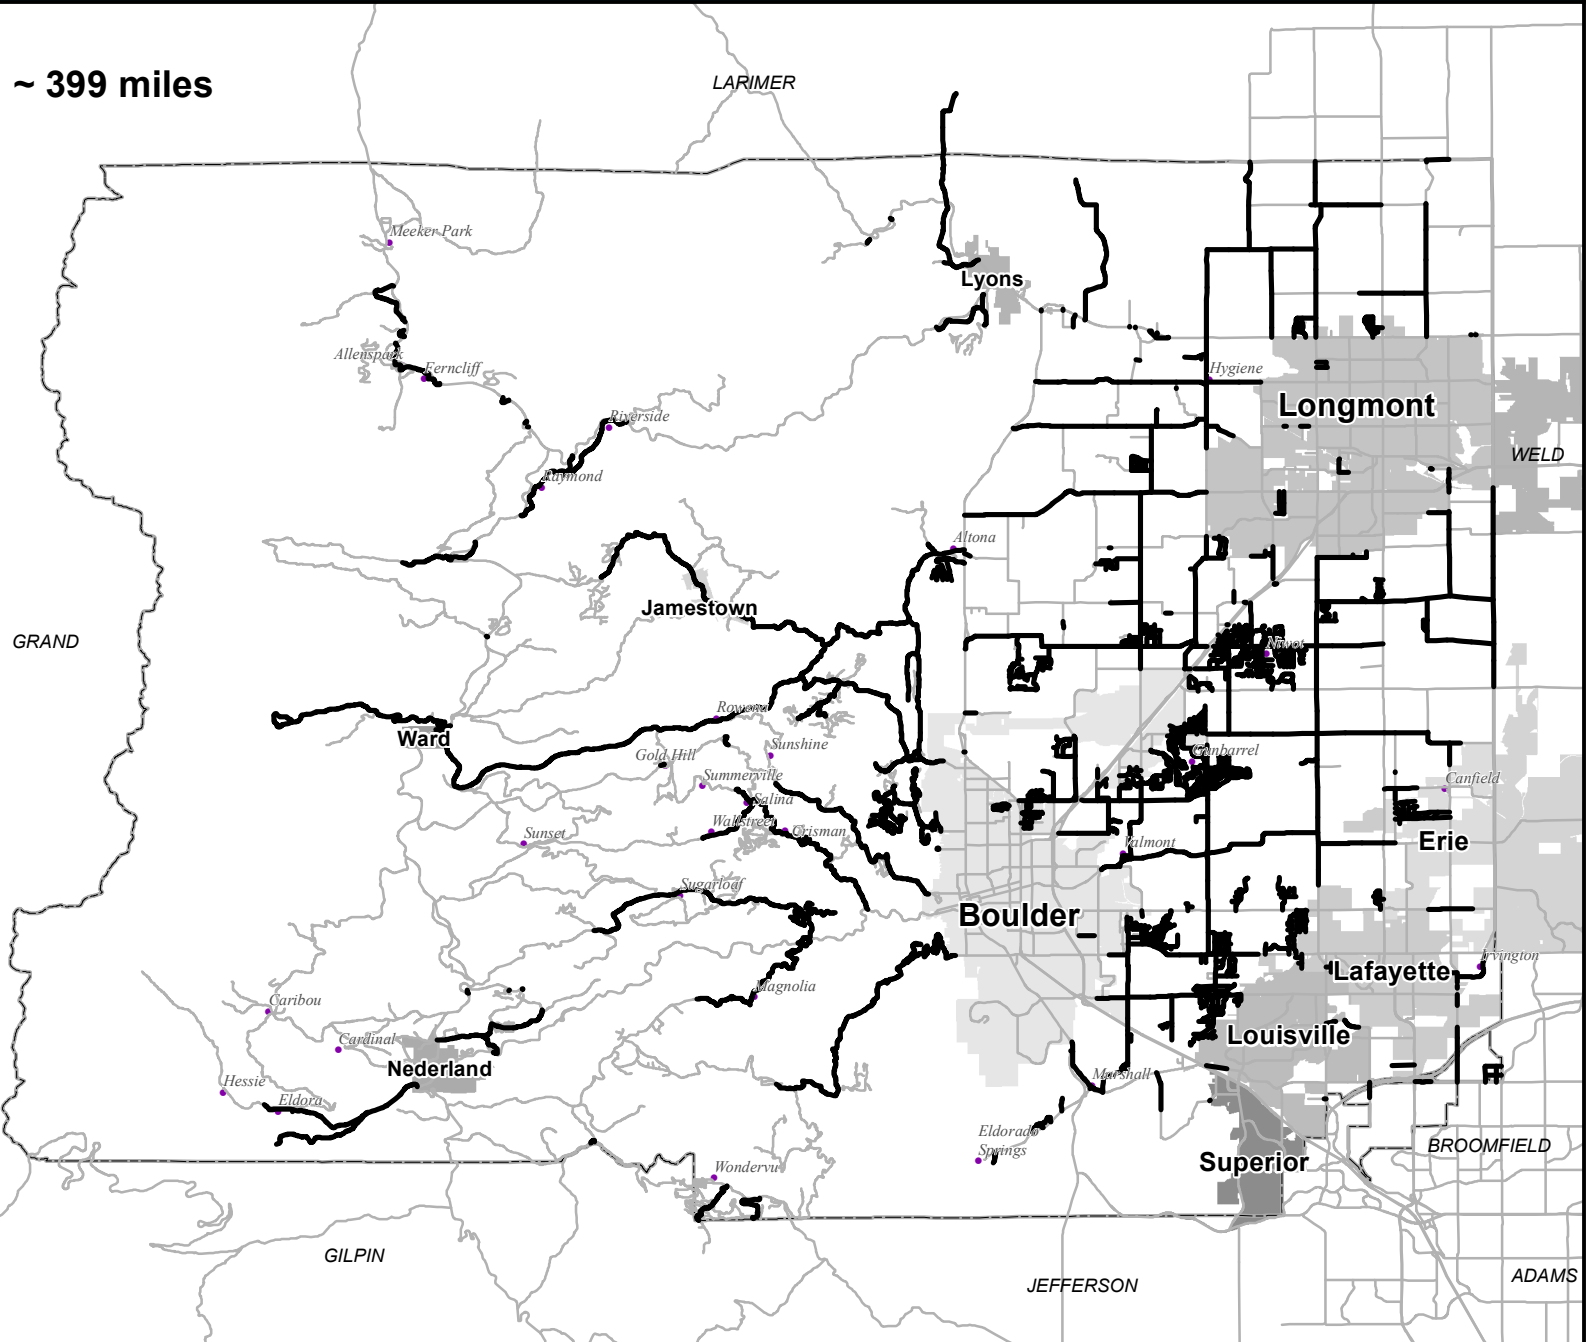 ~ 399 miles
LARIMER
Meeker Park
Lyons
Allenspark
Ferncliff
Hygiene
Longmont
Riverside
WELD
Raymond
Altona
Jamestown
GRAND
Niwot
Rowena
Ward
Gold Hill
Sunshine
Gunbarrel
Summerville
Canfield
Salina
Sunset
Wallstreet
Crisman
Valmont
Erie
Sugarloaf
Boulder
Irvington
Lafayette
Magnolia
Caribou
Cardinal
Louisville
Nederland
Hessie
Marshall
Eldora
Eldorado
Springs
BROOMFIELD
Superior
Wondervu
GILPIN
JEFFERSON
ADAMS